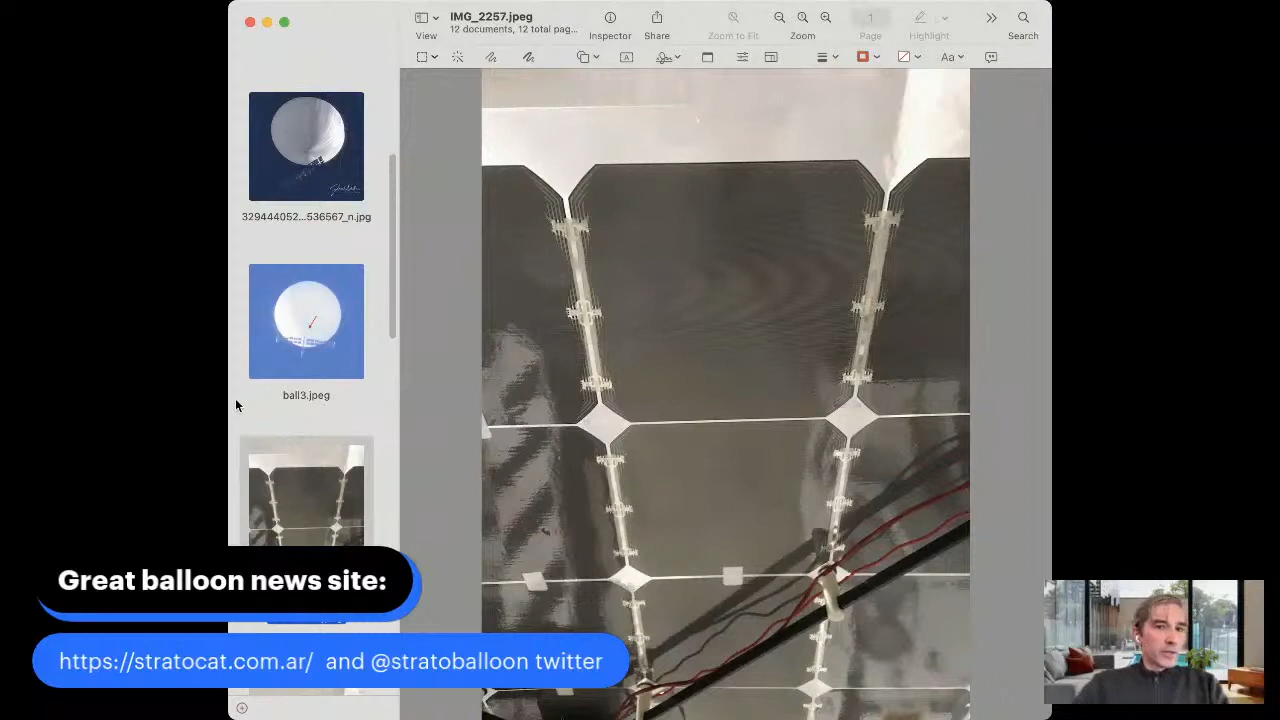 IMG_2257.jpeg
12 documents, 12 total pag...
View
Inspector
Share
Zoom to Fit
Zoom
1
Page
Highlight
Search
A
Aa
329444052...536567_n.jpg
ball3.jpeg
Great balloon news site:
https://stratocat.com.ar/ and @stratoballoon twitter